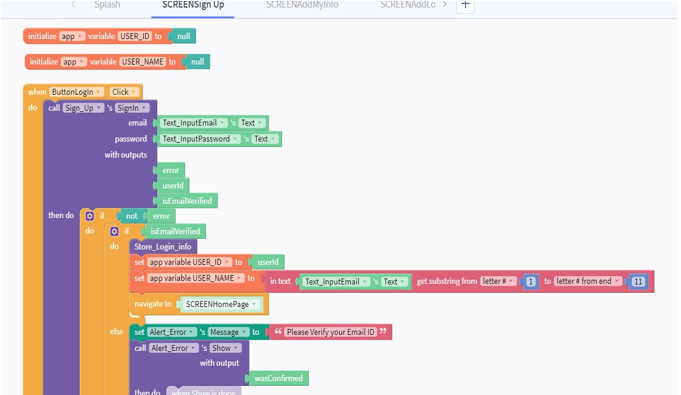 Splash SCREENSign Up SCREENAddMyInfo SCREENAddLo
initialize app variable USER_ID to null
initialize app variable USER_NAME to null
when ButtonLogIn Click
do call Sign_Up 's SignIn
email Text_InputEmail 's Text
password Text_InputPassword 's Text
with outputs
error
userId
isEmailVerified
then do if not error
do if isEmailVerified
do Store_Login_info
set app variable USER_ID to userId
set app variable USER_NAME to in text Text_InputEmail 's Text get substring from letter # 1 to letter # from end 11
navigate to SCREENHomePage
else set Alert_Error 's Message to “ Please Verify your Email ID ”
call Alert_Error 's Show
with output
wasConfirmed
then do when Show is done